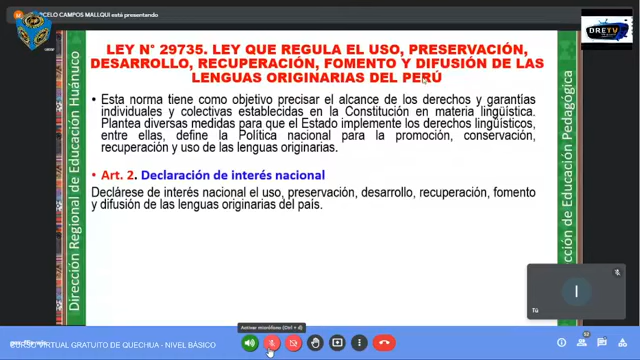 RCELO CAMPOS MALLQUI está presentando
DRETV
LEY N° 29735. LEY QUE REGULA EL USO, PRESERVACIÓN,
DESARROLLO, RECUPERACIÓN, FOMENTO Y DIFUSIÓN DE LAS
LENGUAS ORIGINARIAS DEL PERÚ
• Esta norma tiene como objetivo precisar el alcance de los derechos y garantías
individuales y colectivas establecidas en la Constitución en materia lingüística.
Plantea diversas medidas para que el Estado implemente los derechos lingüísticos,
entre ellas, define la Política nacional para la promoción, conservación,
recuperación y uso de las lenguas originarias.
• Art. 2. Declaración de interés nacional
Declárese de interés nacional el uso, preservación, desarrollo, recuperación, fomento
y difusión de las lenguas originarias del país.
Dirección Regional de Educación Huánuco
cción de Educación Pedagógica
I
Tú
Activar micrófono (Ctrl + d)
CURSO VIRTUAL GRATUITO DE QUECHUA - NIVEL BÁSICO